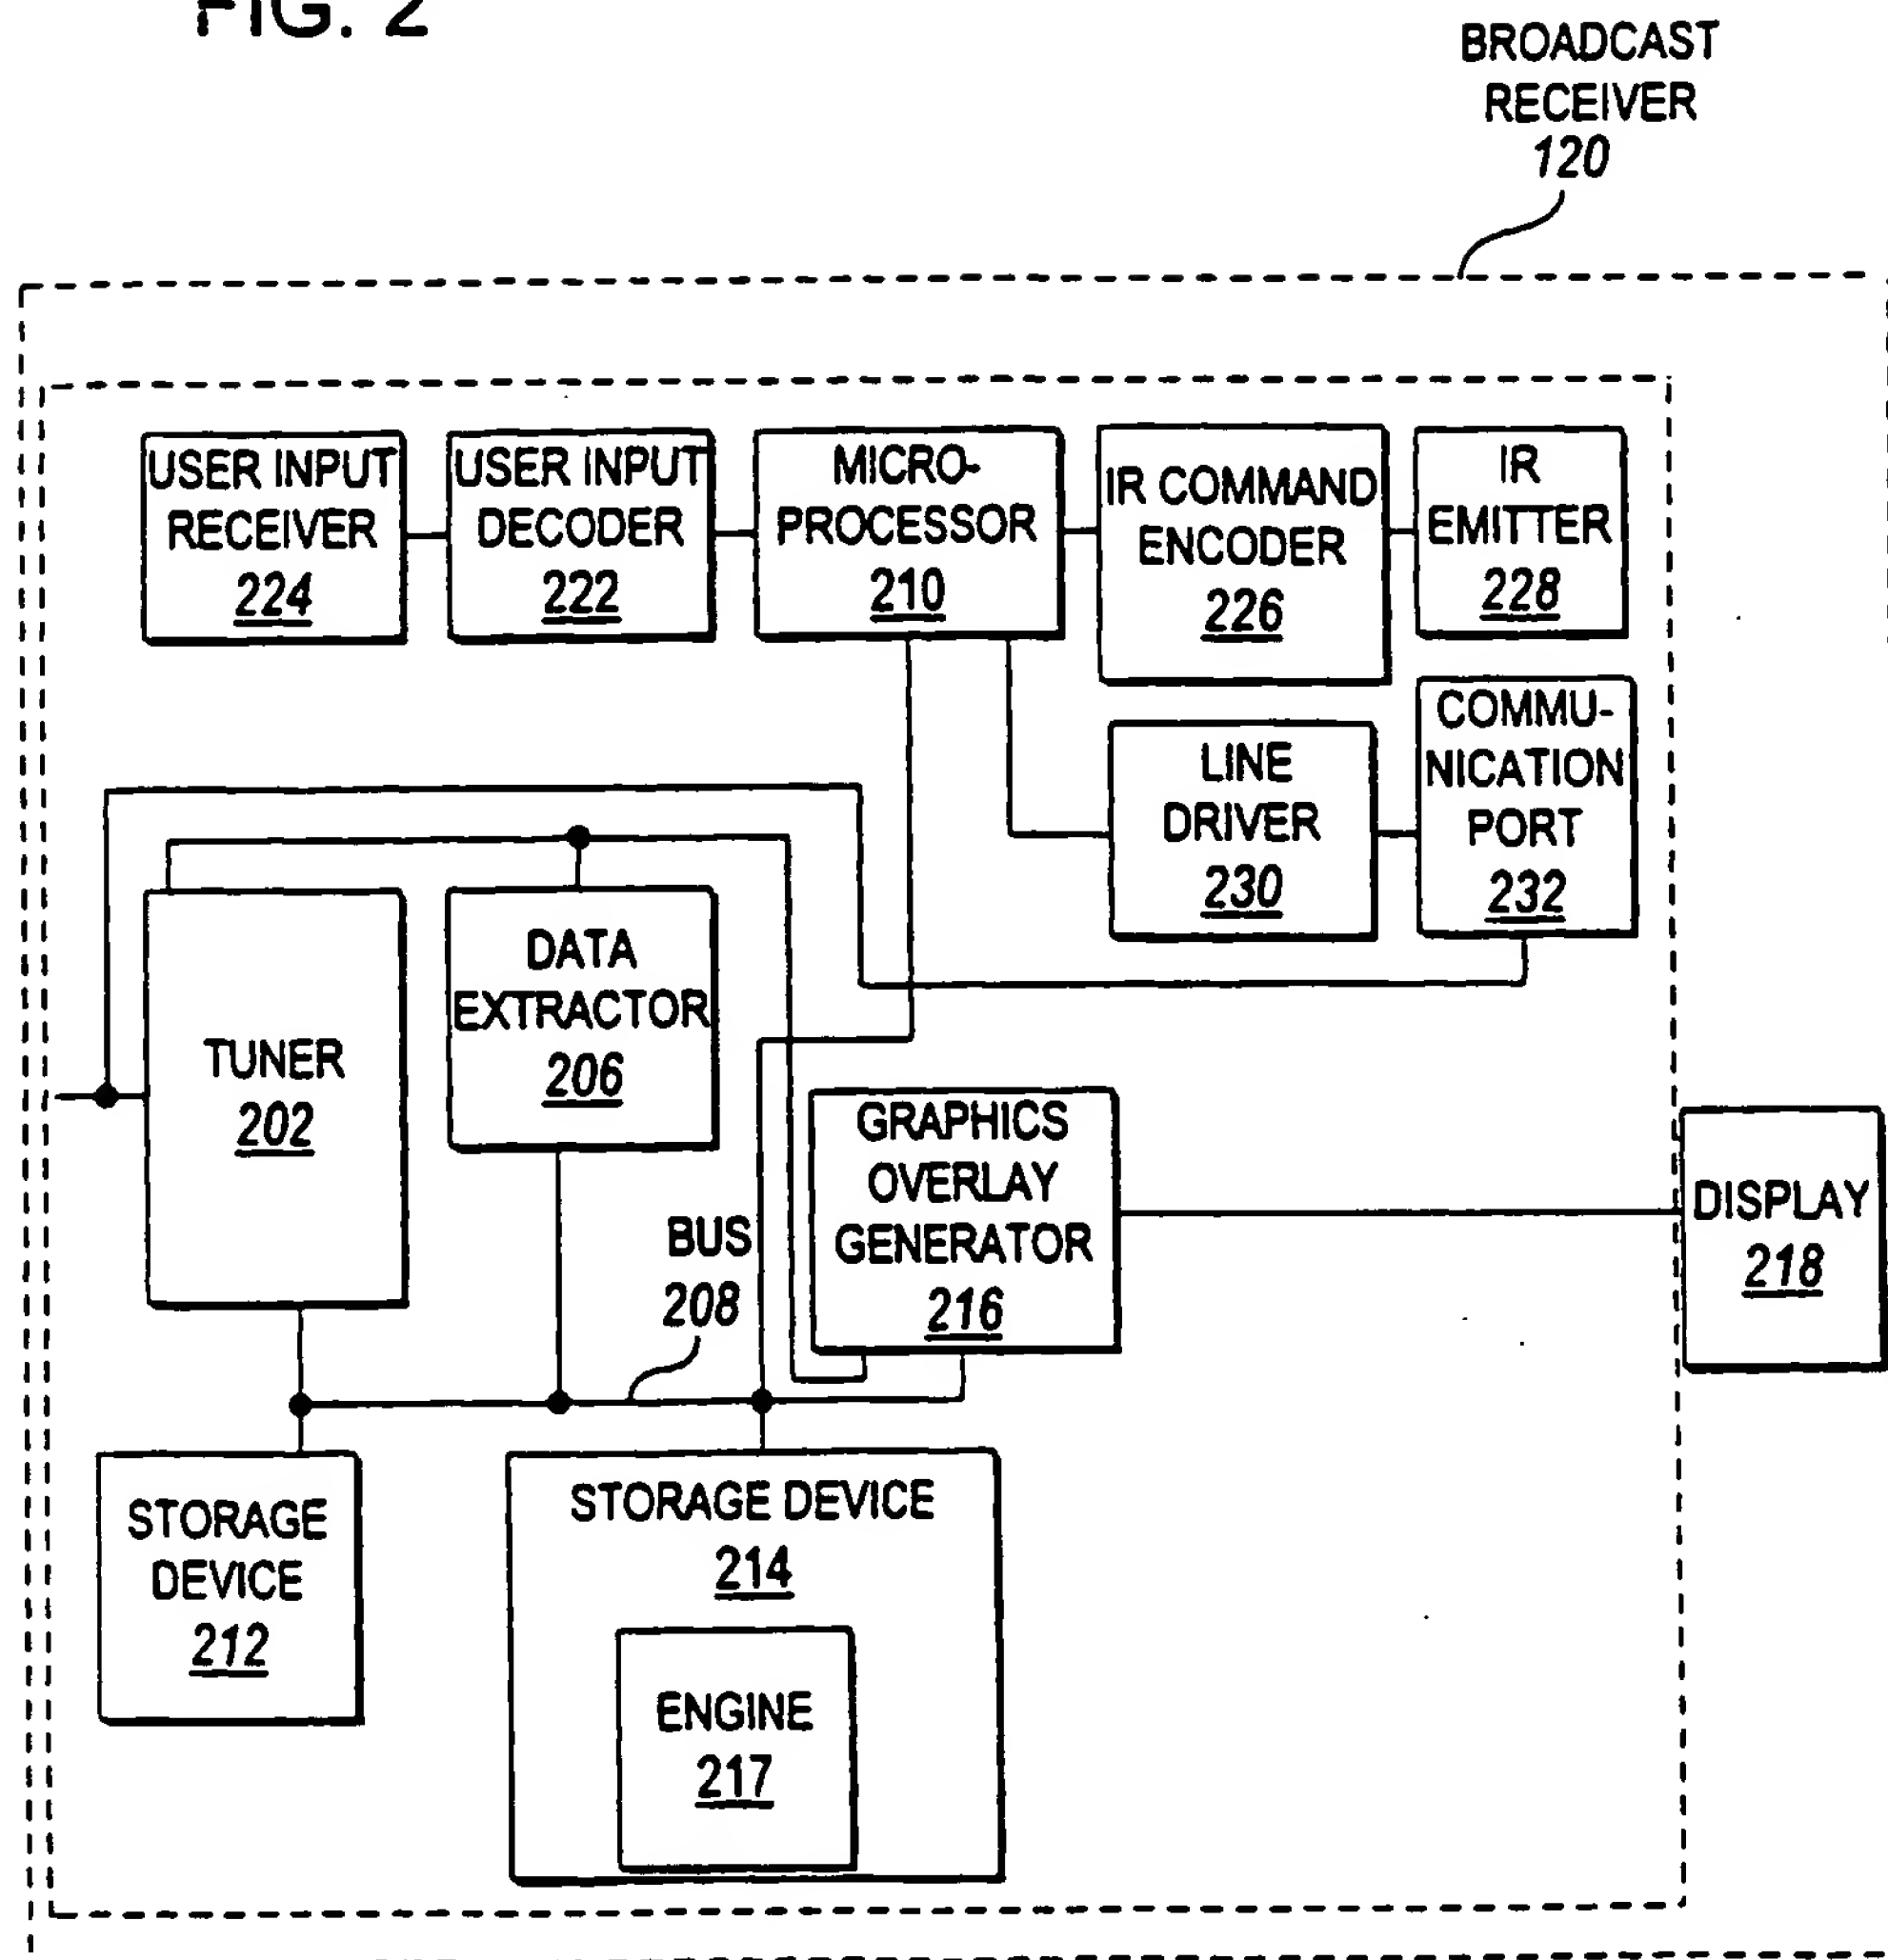 FIG. 2
BROADCAST
RECEIVER
120
USER INPUT
RECEIVER
224
USER INPUT
DECODER
222
MICRO-
PROCESSOR
210
IR COMMAND
ENCODER
226
IR
EMITTER
228
LINE
DRIVER
230
COMMU-
NICATION
PORT
232
TUNER
202
DATA
EXTRACTOR
206
BUS
208
GRAPHICS
OVERLAY
GENERATOR
216
DISPLAY
218
STORAGE
DEVICE
212
STORAGE DEVICE
214
ENGINE
217